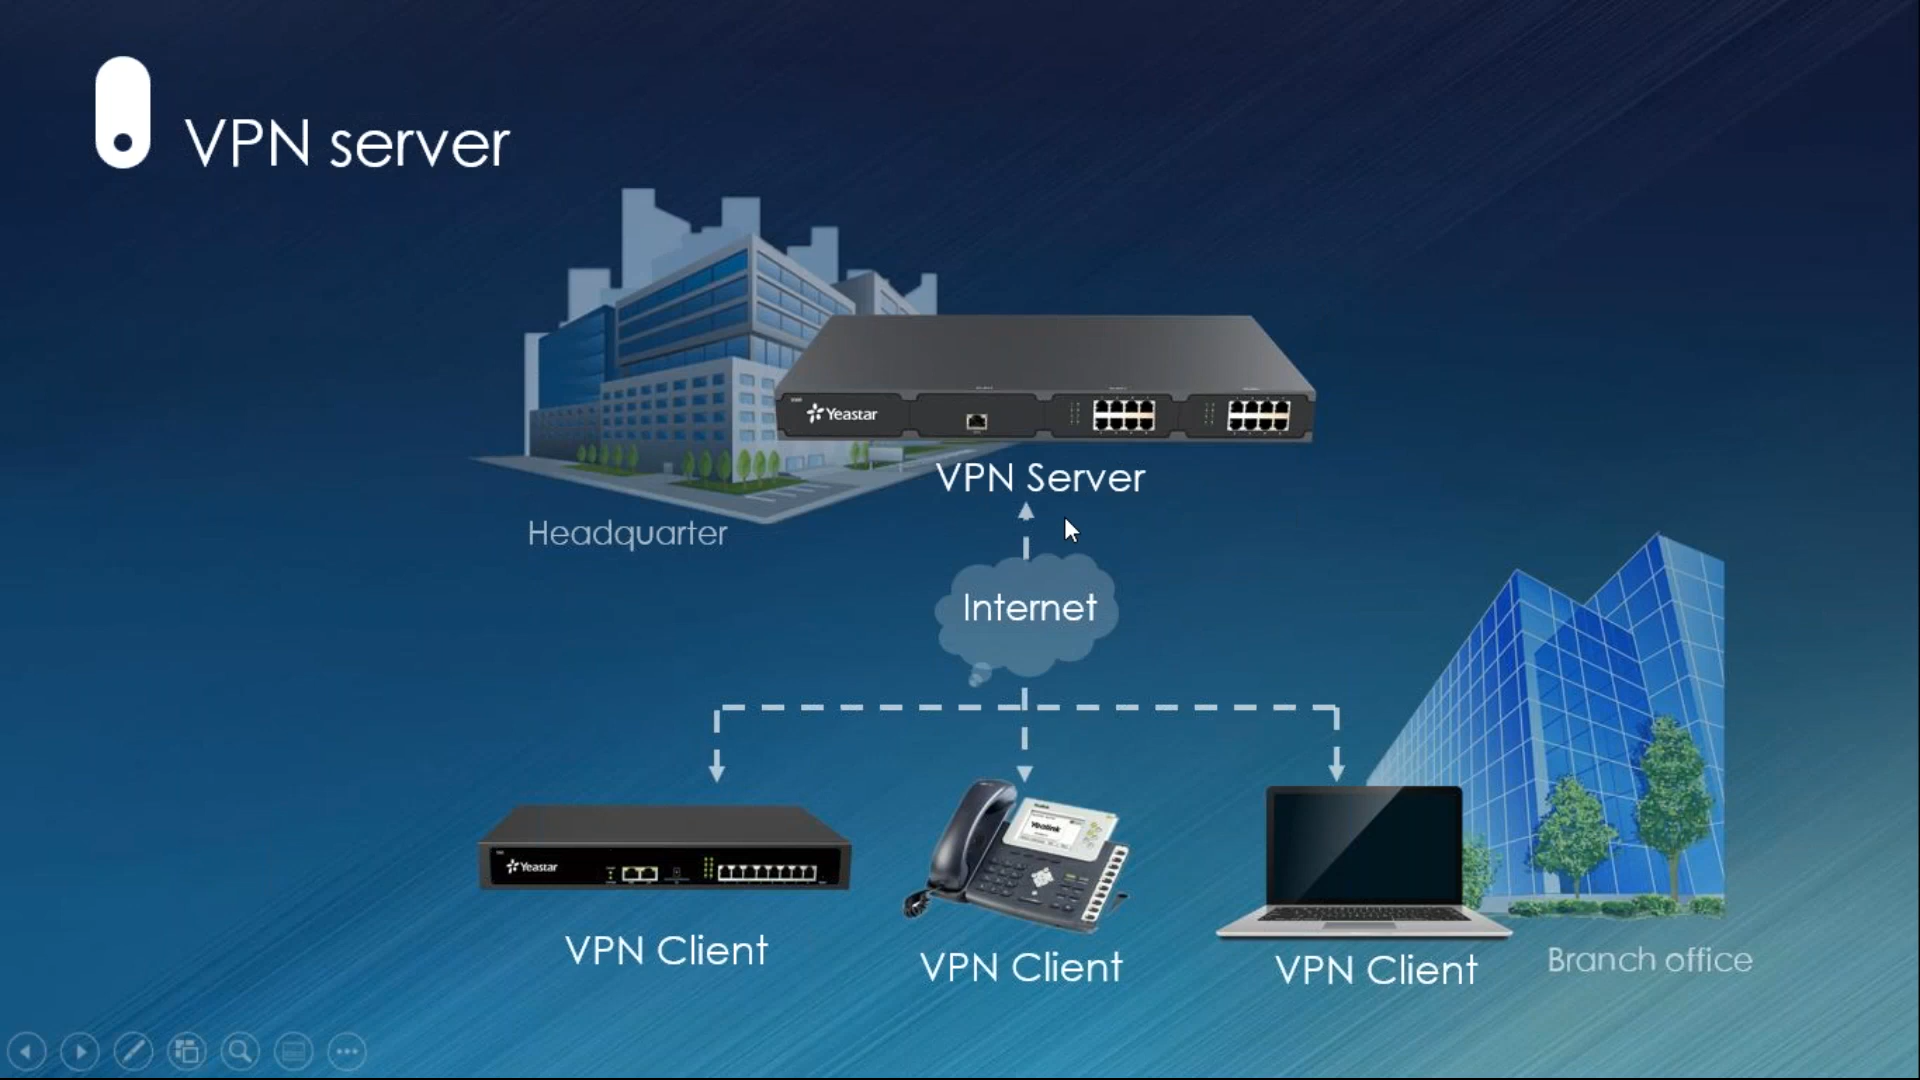 VPN server
Yeastar
VPN Server
Headquarter
Internet
Yeastar
Yealink
VPN Client
VPN Client
VPN Client
Branch office